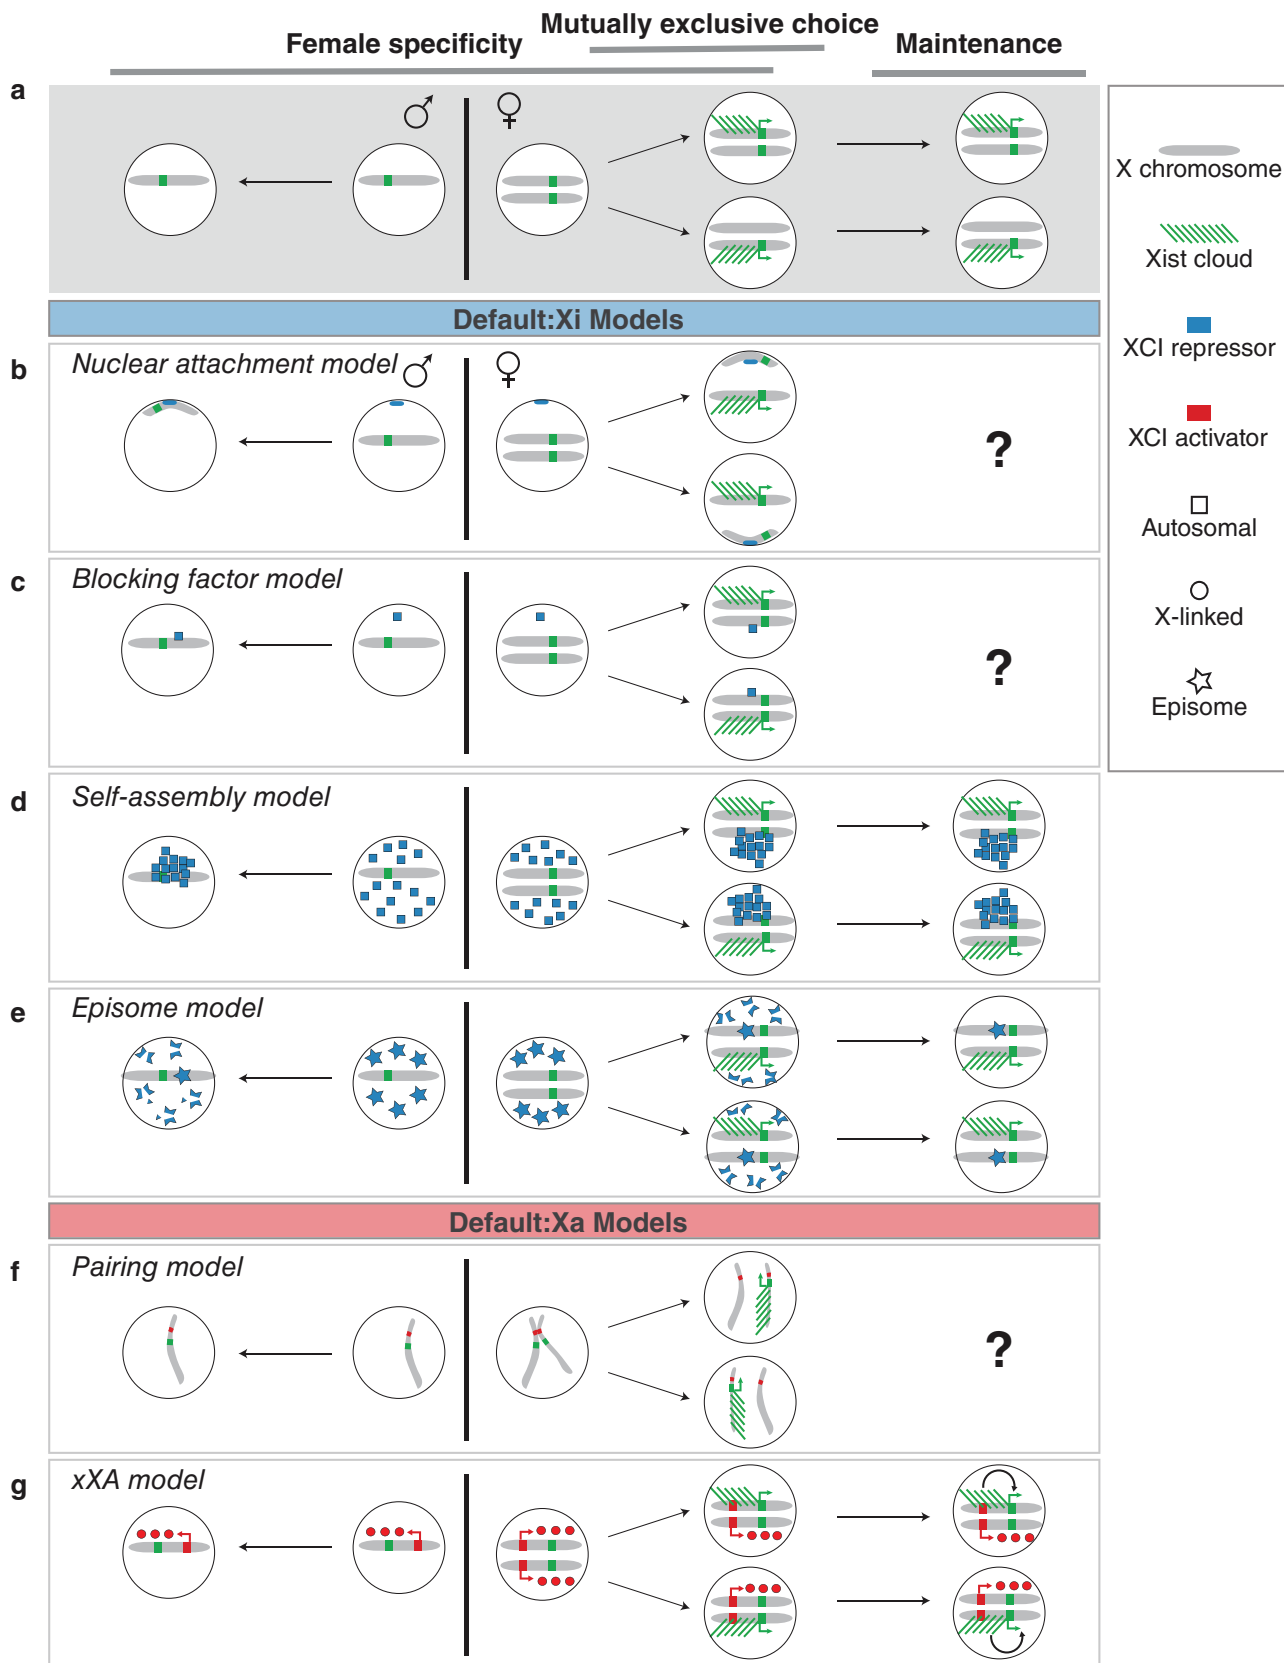 Female specificity
Mutually exclusive choice
Maintenance
a
♂
♀
X chromosome
Xist cloud
XCI repressor
XCI activator
Autosomal
X-linked
Episome
Default:Xi Models
b
Nuclear attachment model
♂
♀
?
c
Blocking factor model
?
d
Self-assembly model
e
Episome model
Default:Xa Models
f
Pairing model
?
g
xXA model